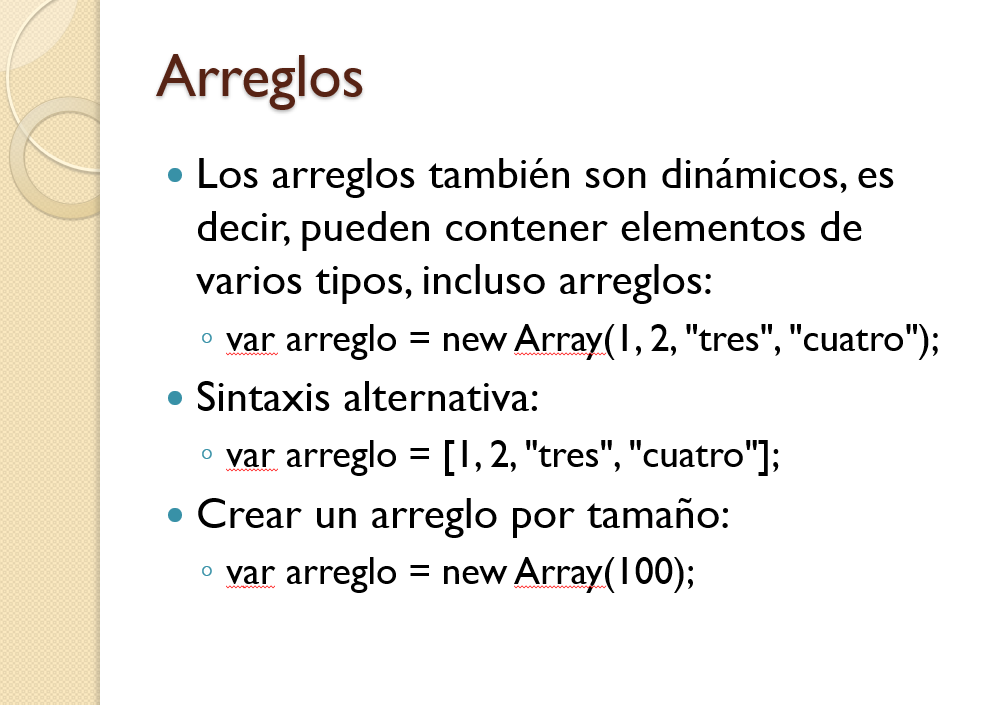 Arreglos
Los arreglos también son dinámicos, es
decir, pueden contener elementos de
varios tipos, incluso arreglos:
var arreglo = new Array(1, 2, "tres", "cuatro");
Sintaxis alternativa:
var arreglo = [1, 2, "tres", "cuatro"];
Crear un arreglo por tamaño:
var arreglo = new Array(100);